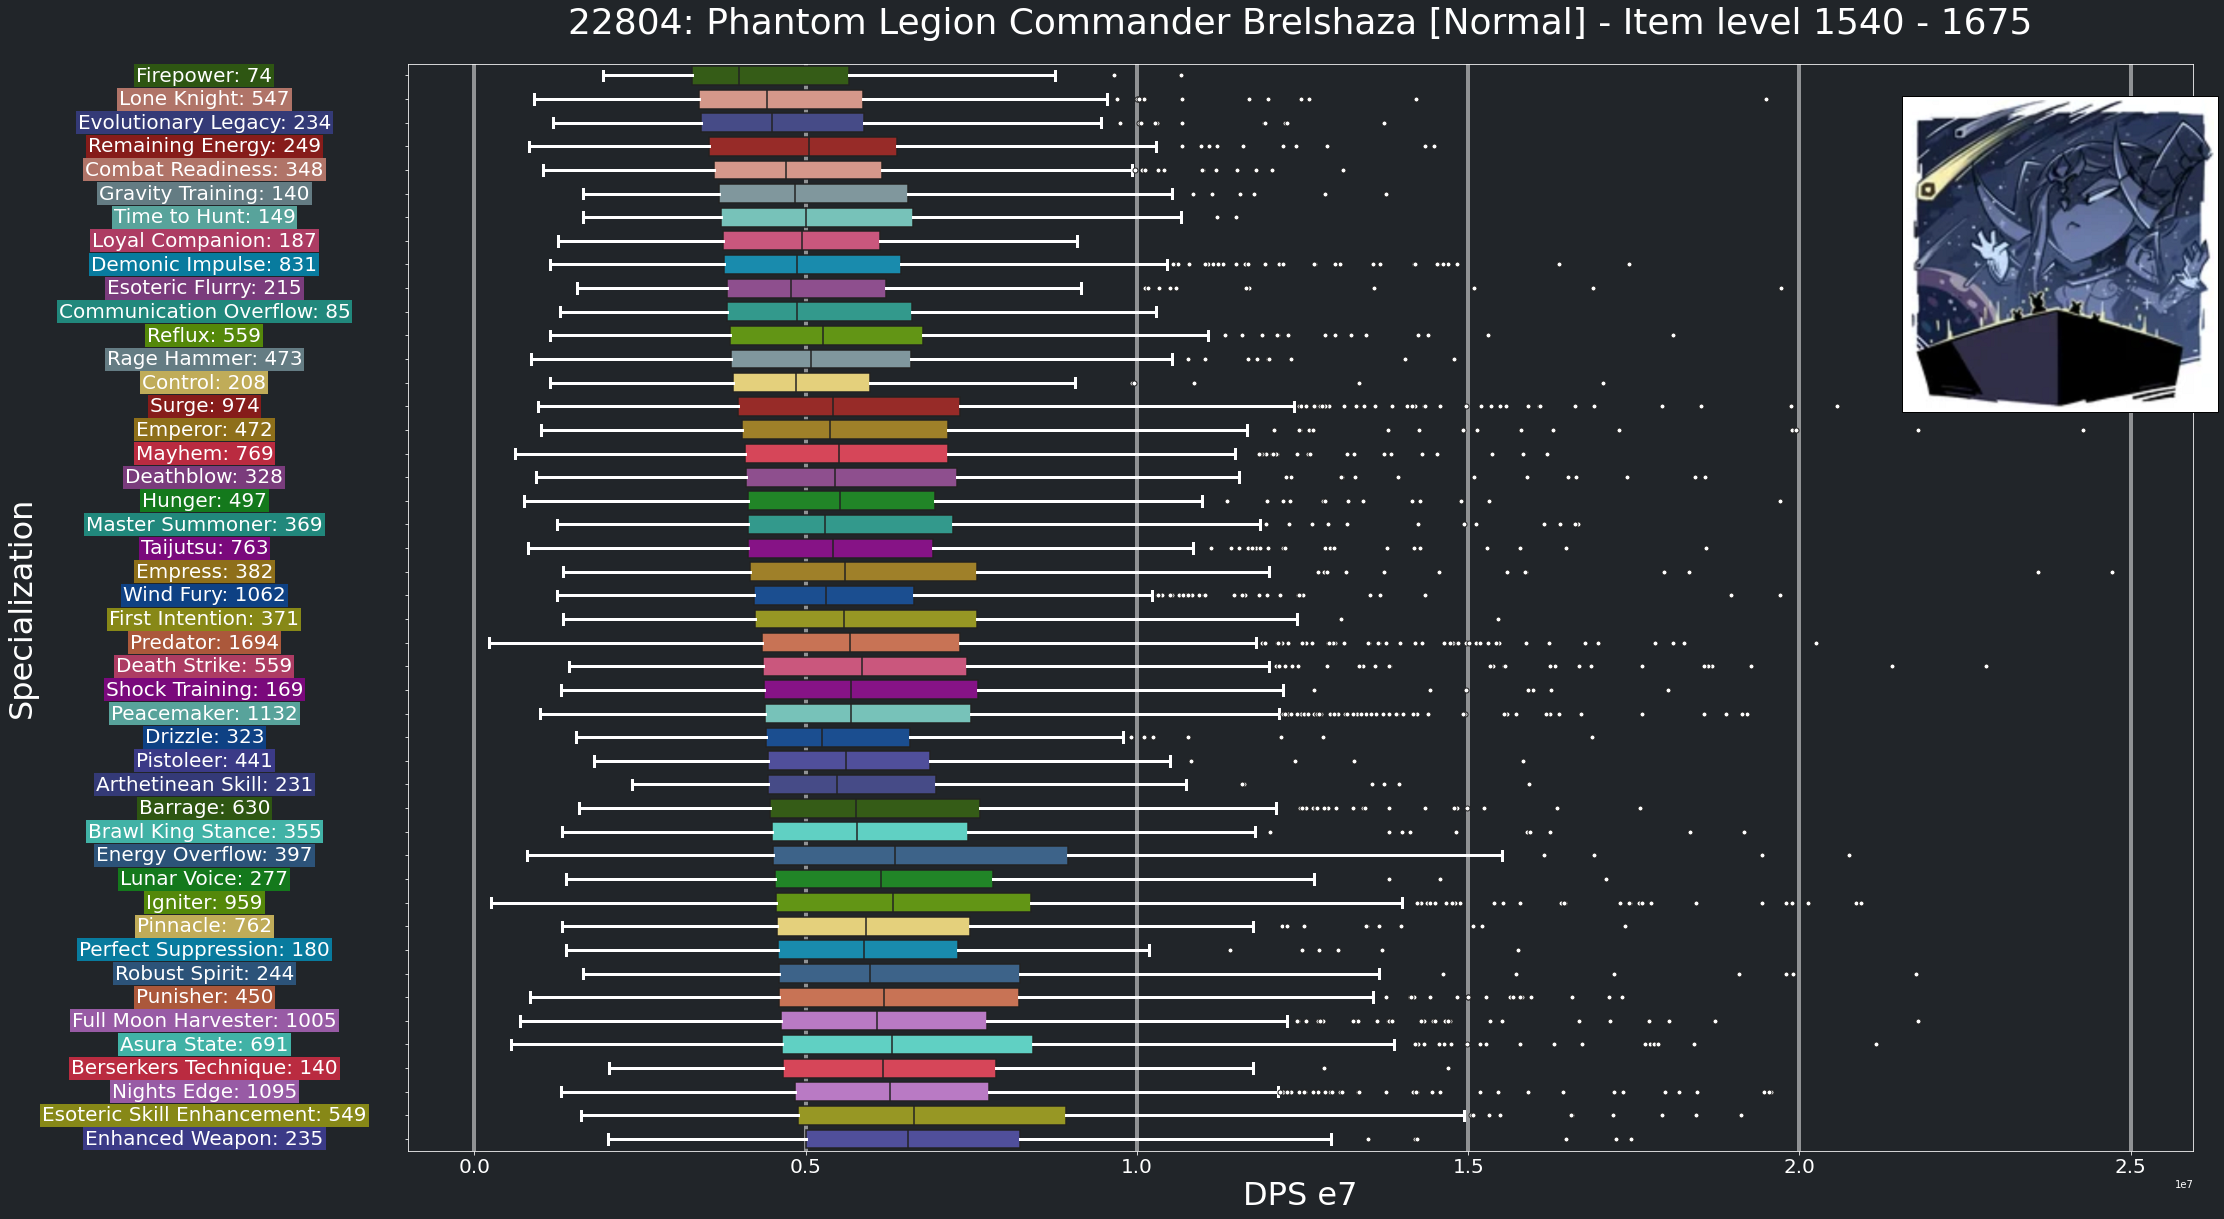 22804: Phantom Legion Commander Brelshaza [Normal] - Item level 1540 - 1675
Firepower: 74
Lone Knight: 547
Evolutionary Legacy: 234
Remaining Energy: 249
Combat Readiness: 348
Gravity Training: 140
Time to Hunt: 149
Loyal Companion: 187
Demonic Impulse: 831
Esoteric Flurry: 215
Communication Overflow: 85
Reflux: 559
Rage Hammer: 473
Control: 208
Surge: 974
Emperor: 472
Mayhem: 769
Deathblow: 328
Hunger: 497
Master Summoner: 369
Taijutsu: 763
Empress: 382
Wind Fury: 1062
First Intention: 371
Predator: 1694
Death Strike: 559
Shock Training: 169
Peacemaker: 1132
Drizzle: 323
Pistoleer: 441
Arthetinean Skill: 231
Barrage: 630
Brawl King Stance: 355
Energy Overflow: 397
Lunar Voice: 277
Igniter: 959
Pinnacle: 762
Perfect Suppression: 180
Robust Spirit: 244
Punisher: 450
Full Moon Harvester: 1005
Asura State: 691
Berserkers Technique: 140
Nights Edge: 1095
Esoteric Skill Enhancement: 549
Enhanced Weapon: 235
Specialization
0.0 0.5 1.0 1.5 2.0 2.5
1e7
DPS e7